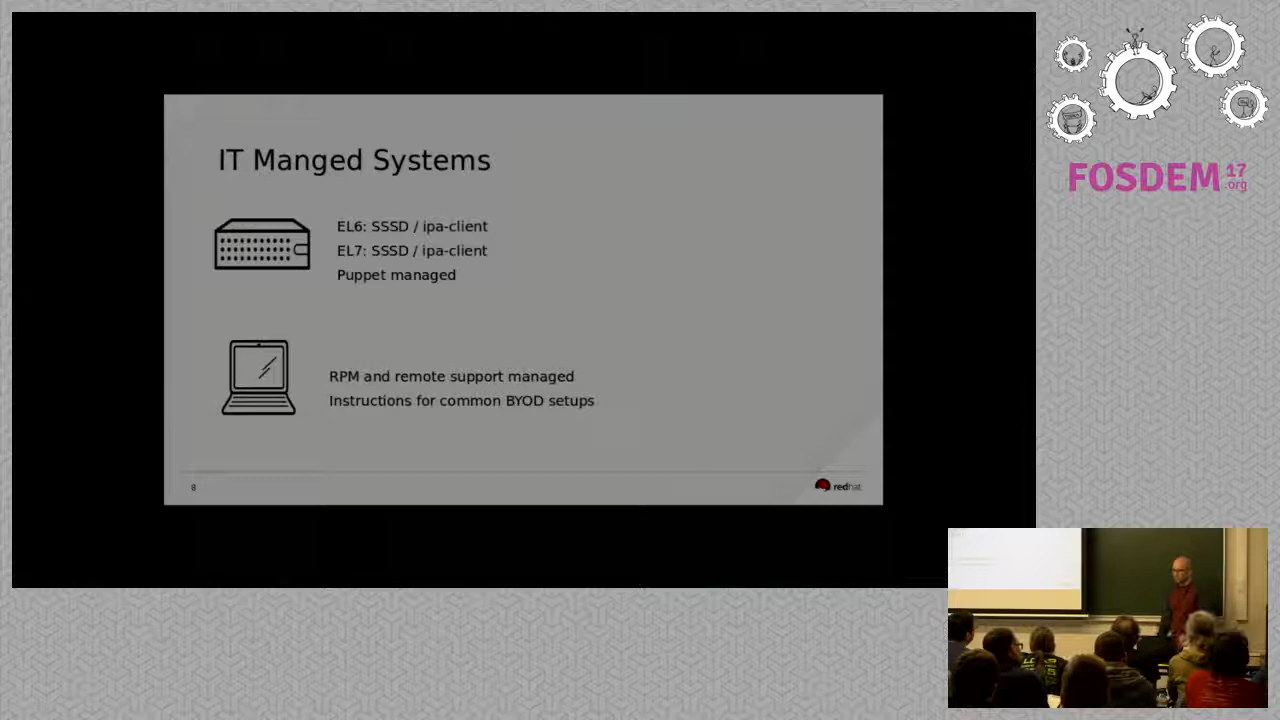 IT Manged Systems
EL6: SSSD / ipa-client
EL7: SSSD / ipa-client
Puppet managed
RPM and remote support managed
Instructions for common BYOD setups
8
redhat
FOSDEM 17
.org